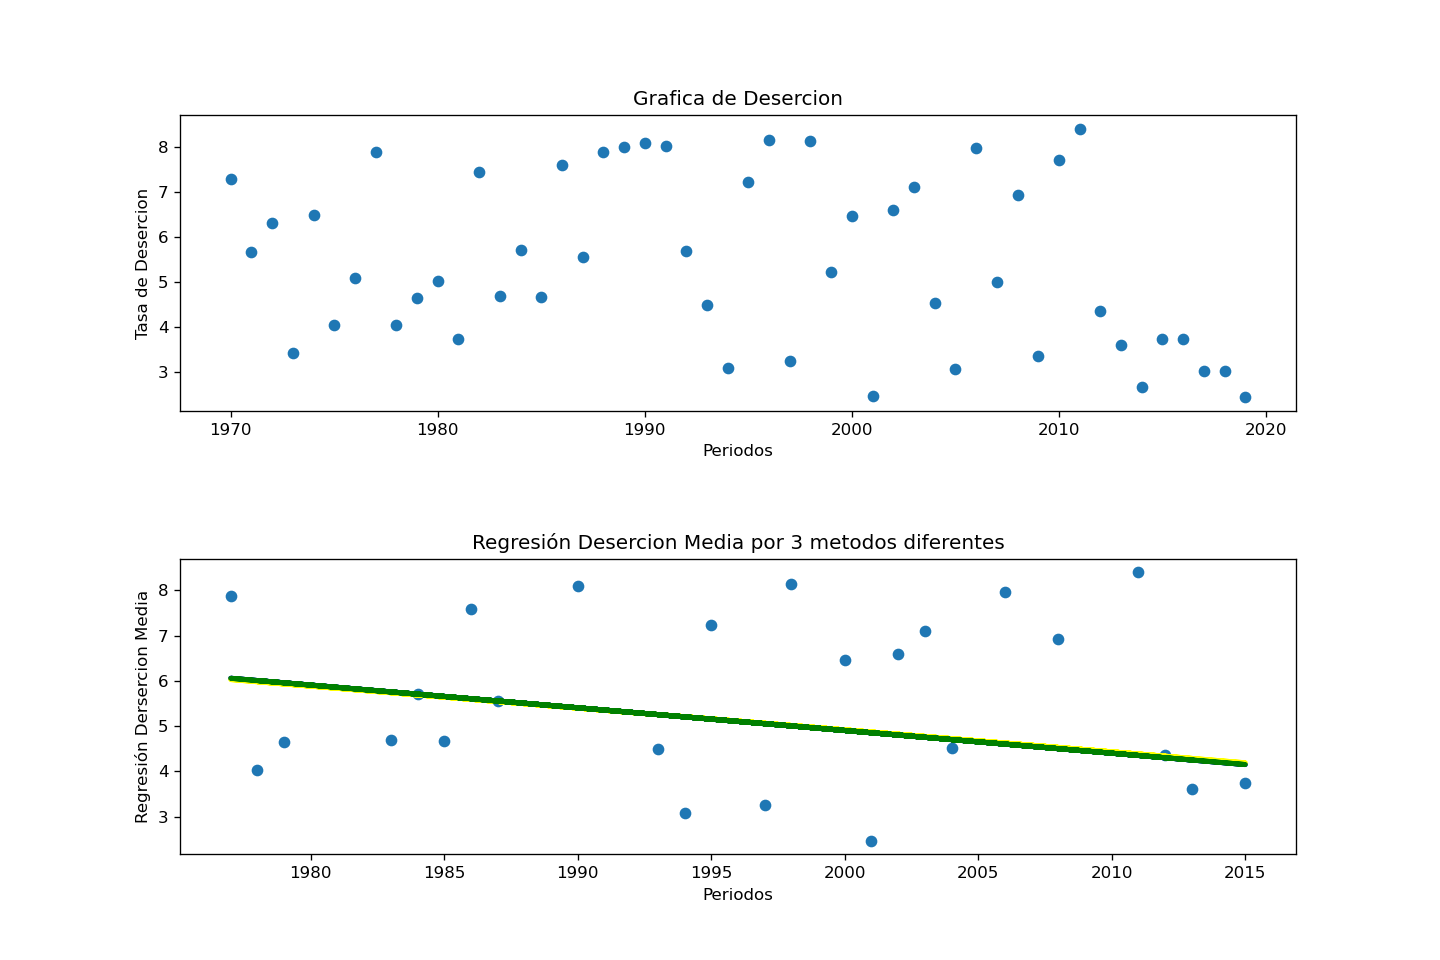 Grafica de Desercion
Tasa de Desercion
8
7
6
5
4
3
1970 1980 1990 2000 2010 2020
Periodos
Regresión Desercion Media por 3 metodos diferentes
Regresión Dersercion Media
8
7
6
5
4
3
1980 1985 1990 1995 2000 2005 2010 2015
Periodos